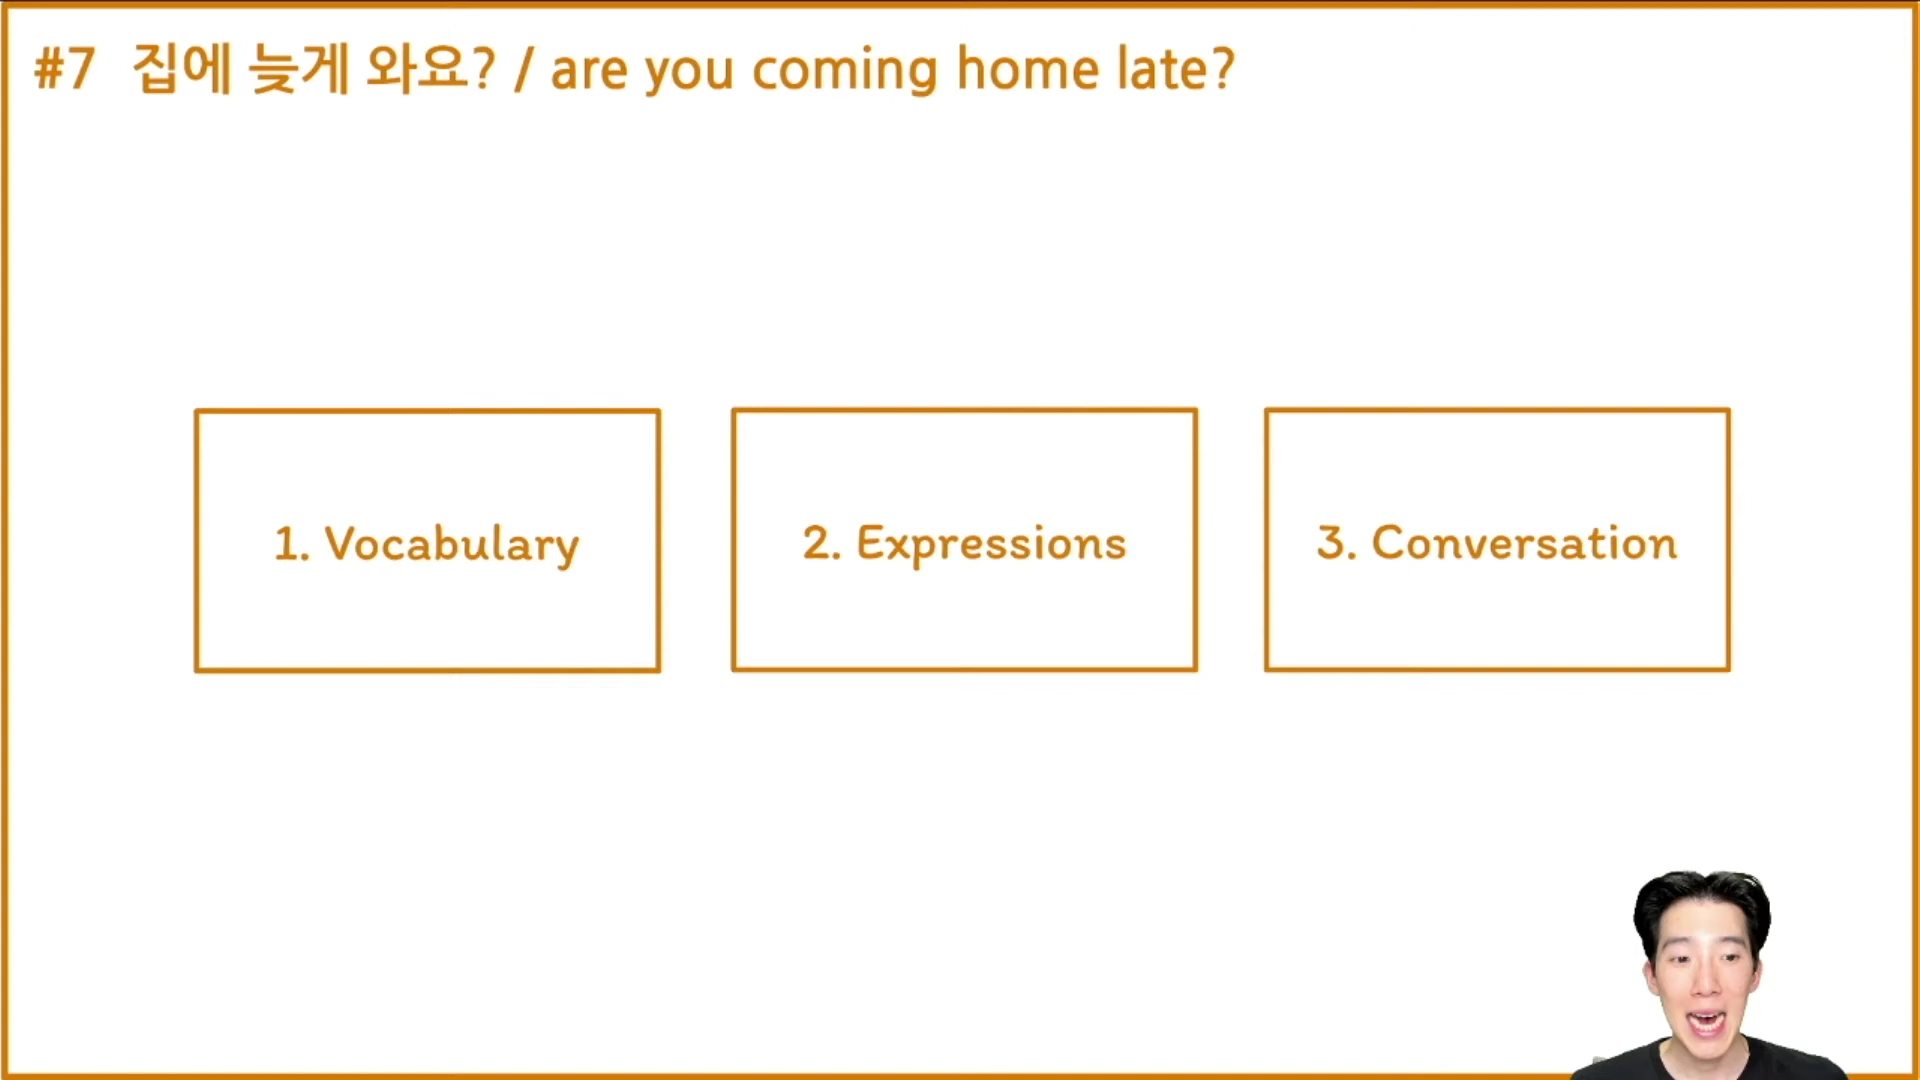 #7 집에 늦게 와요? / are you coming home late?
1. Vocabulary
2. Expressions
3. Conversation